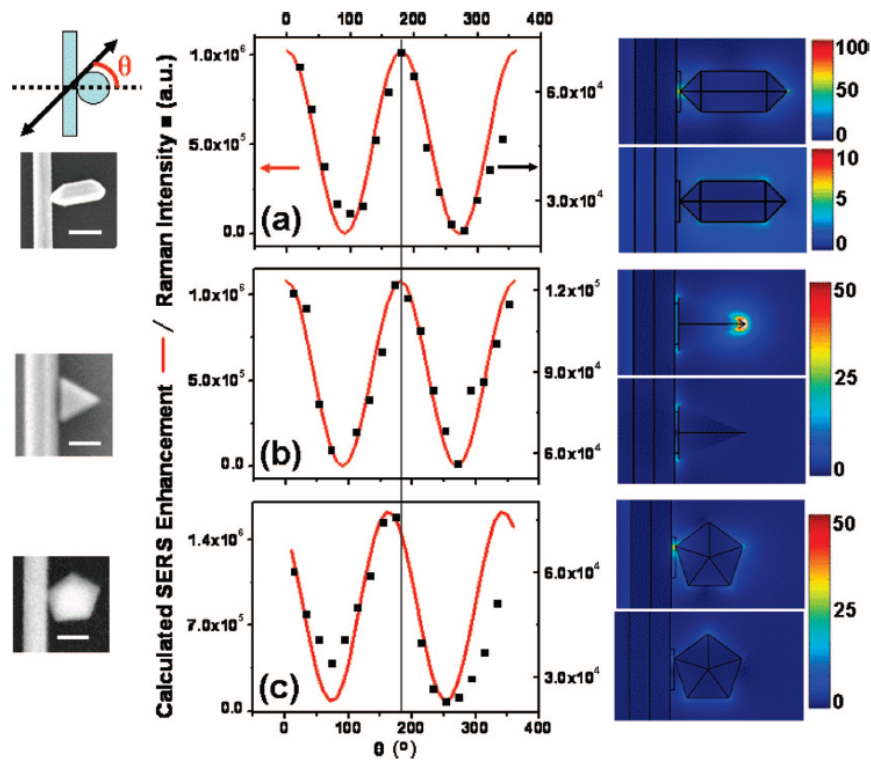 θ
Calculated SERS Enhancement — / Raman Intensity ■ (a.u.)
0 100 200 300 400
1.0x10⁶
5.0x10⁵
0.0
6.0x10⁴
3.0x10⁴
(a)
100
50
0
10
5
0
1.0x10⁶
5.0x10⁵
0.0
1.2x10⁵
9.0x10⁴
6.0x10⁴
(b)
50
25
0
1.4x10⁶
7.0x10⁵
0.0
6.0x10⁴
3.0x10⁴
(c)
50
25
0
0 100 200 300 400
θ (°)